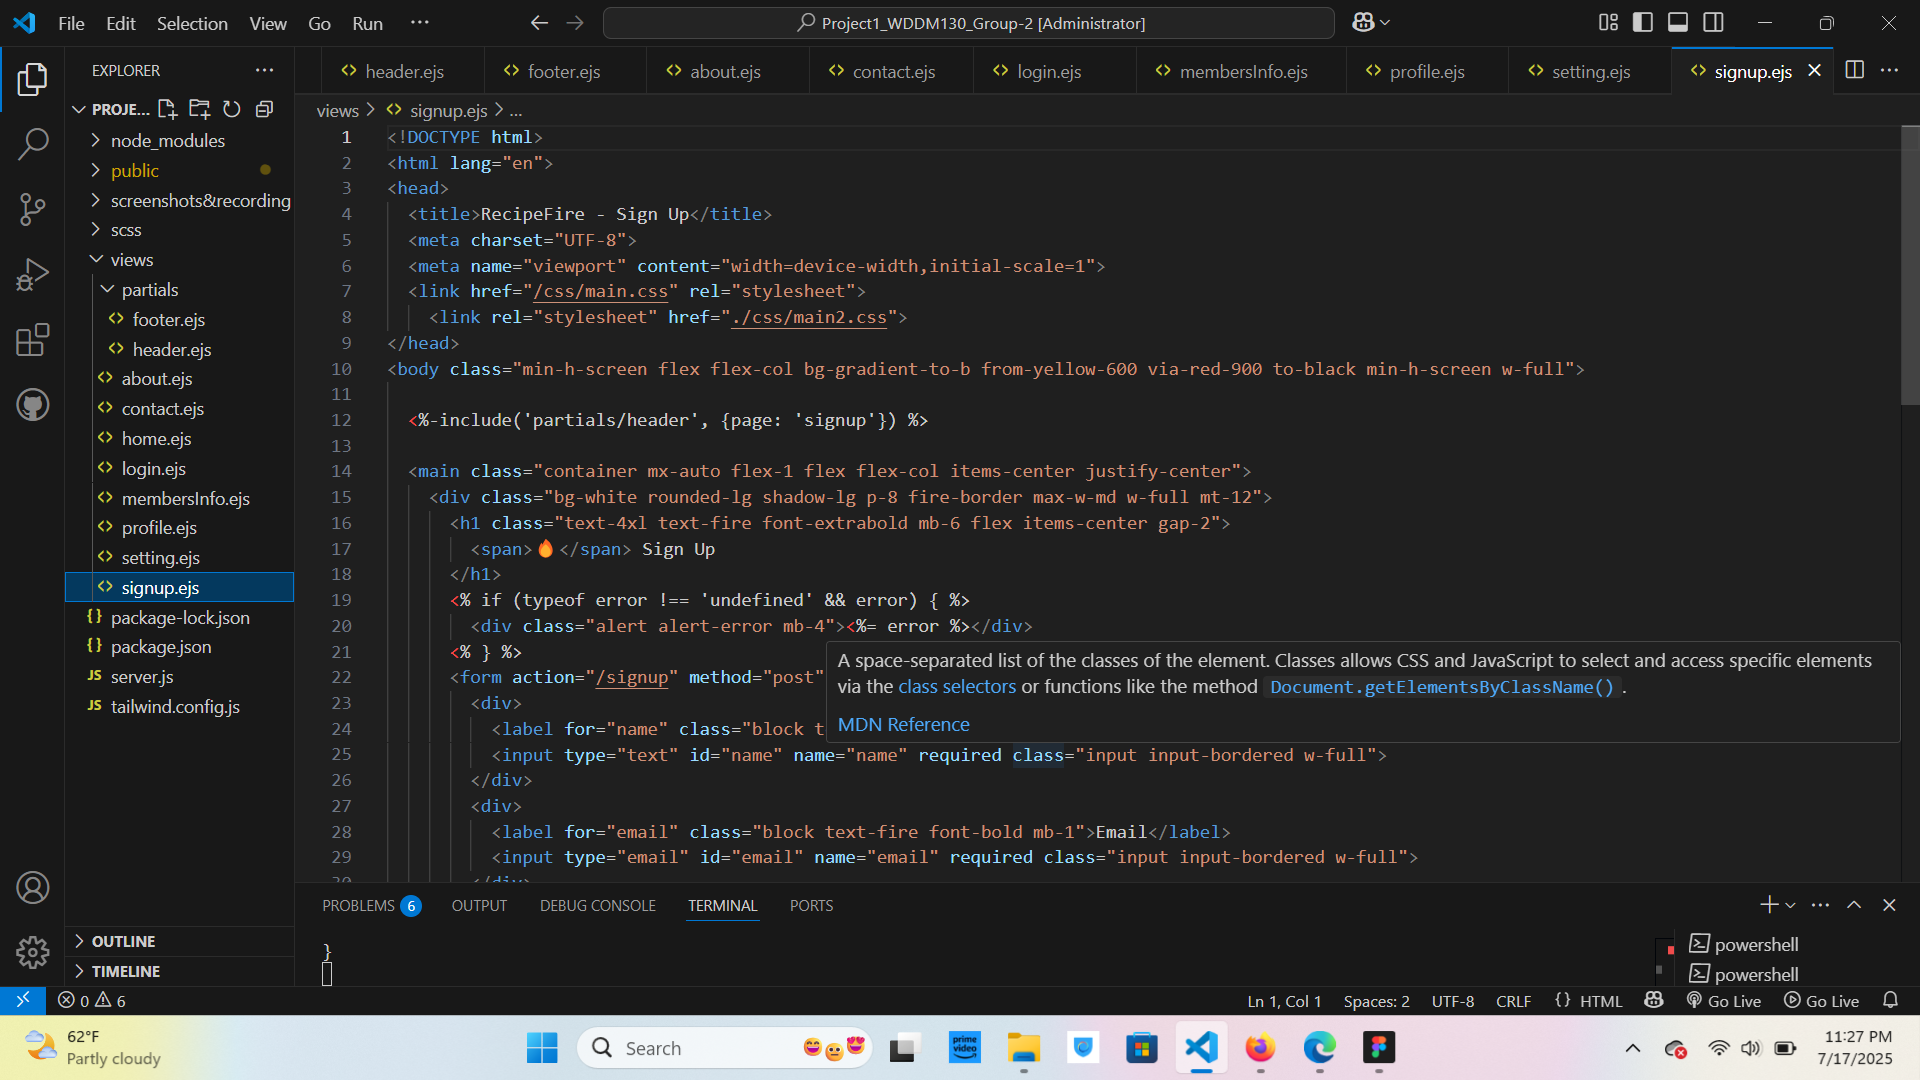 File Edit Selection View Go Run ···
Project1_WDDM130_Group-2 [Administrator]
EXPLORER
header.ejs
footer.ejs
about.ejs
contact.ejs
login.ejs
membersInfo.ejs
profile.ejs
setting.ejs
signup.ejs
PROJE...
node_modules
public
screenshots&recording
scss
views
partials
footer.ejs
header.ejs
about.ejs
contact.ejs
home.ejs
login.ejs
membersInfo.ejs
profile.ejs
setting.ejs
signup.ejs
package-lock.json
package.json
JS server.js
JS tailwind.config.js
OUTLINE
TIMELINE
views > signup.ejs > ...
1 <!DOCTYPE html>
2 <html lang="en">
3 <head>
4 <title>RecipeFire - Sign Up</title>
5 <meta charset="UTF-8">
6 <meta name="viewport" content="width=device-width,initial-scale=1">
7 <link href="/css/main.css" rel="stylesheet">
8 <link rel="stylesheet" href="./css/main2.css">
9 </head>
10 <body class="min-h-screen flex flex-col bg-gradient-to-b from-yellow-600 via-red-900 to-black min-h-screen w-full">
11
12 <%-include('partials/header', {page: 'signup'}) %>
13
14 <main class="container mx-auto flex-1 flex flex-col items-center justify-center">
15 <div class="bg-white rounded-lg shadow-lg p-8 fire-border max-w-md w-full mt-12">
16 <h1 class="text-4xl text-fire font-extrabold mb-6 flex items-center gap-2">
17 <span>🔥</span> Sign Up
18 </h1>
19 <% if (typeof error !== 'undefined' && error) { %>
20 <div class="alert alert-error mb-4"><%= error %></div>
21 <% } %>
22 <form action="/signup" method="post"
23 <div>
24 <label for="name" class="block t
25 <input type="text" id="name" name="name" required class="input input-bordered w-full">
26 </div>
27 <div>
28 <label for="email" class="block text-fire font-bold mb-1">Email</label>
29 <input type="email" id="email" name="email" required class="input input-bordered w-full">
30 </div>
A space-separated list of the classes of the element. Classes allows CSS and JavaScript to select and access specific elements
via the class selectors or functions like the method Document.getElementsByClassName().
MDN Reference
PROBLEMS 6 OUTPUT DEBUG CONSOLE TERMINAL PORTS
}
powershell
powershell
0 6
Ln 1, Col 1 Spaces: 2 UTF-8 CRLF {} HTML Go Live Go Live
62°F
Partly cloudy
Search
prime video
11:27 PM
7/17/2025